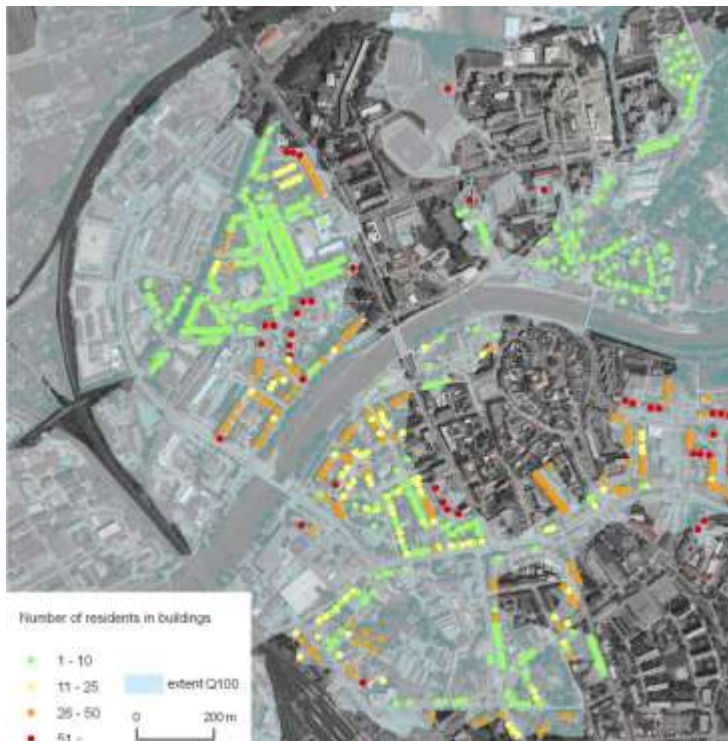 Number of residents in buildings
1 - 10
11 - 25
26 - 50
51 -
extent Q100
0 200 m